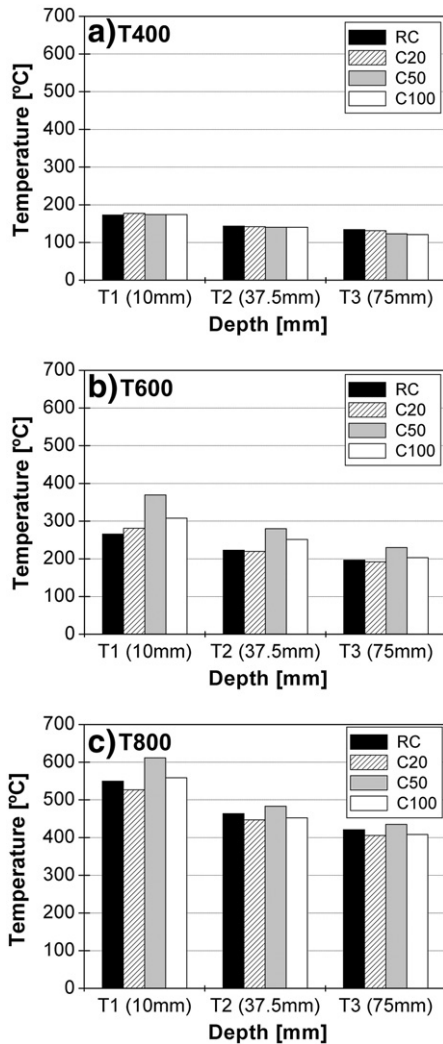 a) T400
RC
C20
C50
C100
700
600
500
400
300
200
100
0
Temperature [ºC]
T1 (10mm) T2 (37.5mm) T3 (75mm)
Depth [mm]
b) T600
RC
C20
C50
C100
700
600
500
400
300
200
100
0
Temperature [ºC]
T1 (10mm) T2 (37.5mm) T3 (75mm)
Depth [mm]
c) T800
RC
C20
C50
C100
700
600
500
400
300
200
100
0
Temperature [ºC]
T1 (10mm) T2 (37.5mm) T3 (75mm)
Depth [mm]